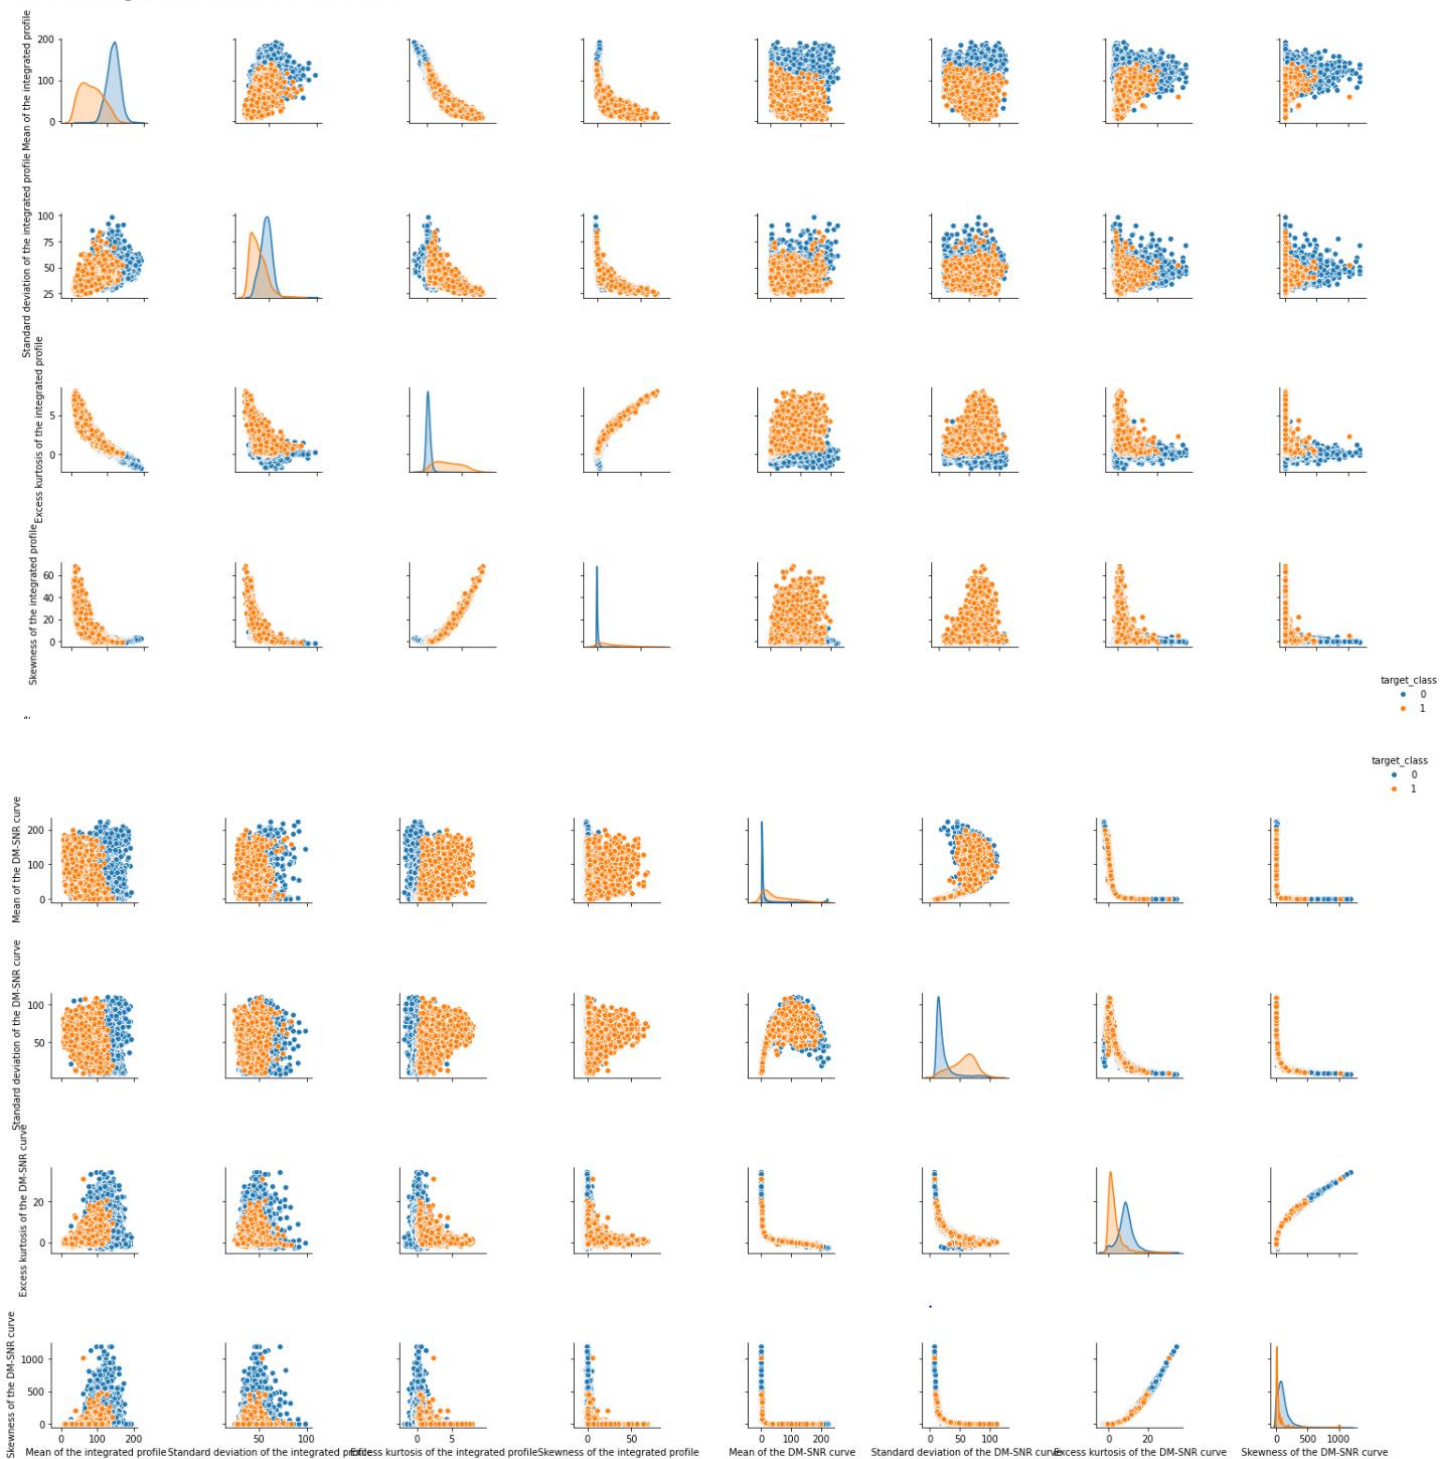 Mean of the integrated profile
200
100
0
Standard deviation of the integrated profile
100
75
50
25
Excess kurtosis of the integrated profile
5
0
Skewness of the integrated profile
60
40
20
0
target_class
0
1
target_class
0
1
Mean of the DM-SNR curve
200
100
0
Standard deviation of the DM-SNR curve
100
50
Excess kurtosis of the DM-SNR curve
20
0
Skewness of the DM-SNR curve
1000
500
0
0 100 200 50 100 0 5 0 50 0 100 200 0 50 100 0 20 0 500 1000
Mean of the integrated profile Standard deviation of the integrated profile Excess kurtosis of the integrated profile Skewness of the integrated profile Mean of the DM-SNR curve Standard deviation of the DM-SNR curve Excess kurtosis of the DM-SNR curve Skewness of the DM-SNR curve